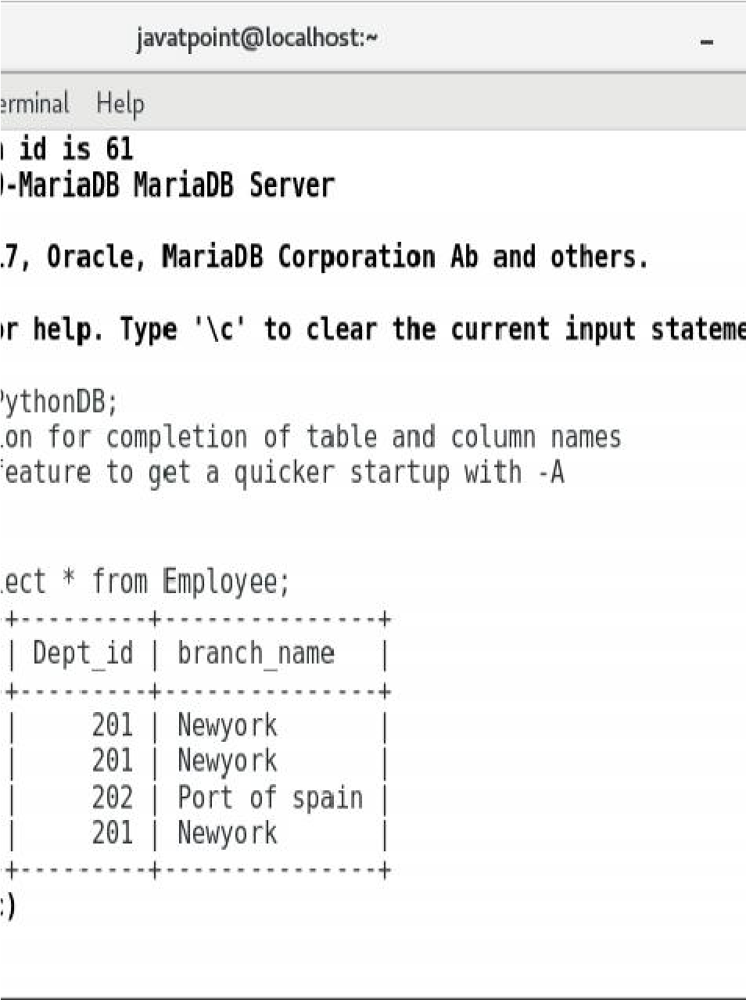 javatpoint@localhost:~
erminal Help
id is 61
-MariaDB MariaDB Server
7, Oracle, MariaDB Corporation Ab and others.
or help. Type '\c' to clear the current input stateme
PythonDB;
ion for completion of table and column names
feature to get a quicker startup with -A
lect * from Employee;
+---------+---------------+
| Dept_id | branch_name   |
+---------+---------------+
|     201 | Newyork       |
|     201 | Newyork       |
|     202 | Port of spain |
|     201 | Newyork       |
+---------+---------------+
)